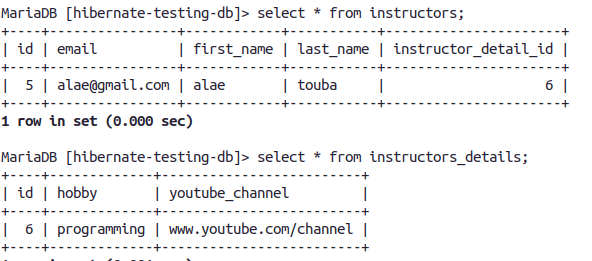 MariaDB [hibernate-testing-db]> select * from instructors;
+----+----------------+------------+-----------+----------------------+
| id | email          | first_name | last_name | instructor_detail_id |
+----+----------------+------------+-----------+----------------------+
|  5 | alae@gmail.com | alae       | touba     |                    6 |
+----+----------------+------------+-----------+----------------------+
1 row in set (0.000 sec)
MariaDB [hibernate-testing-db]> select * from instructors_details;
+----+-------------+-------------------------+
| id | hobby       | youtube_channel         |
+----+-------------+-------------------------+
|  6 | programming | www.youtube.com/channel |
+----+-------------+-------------------------+